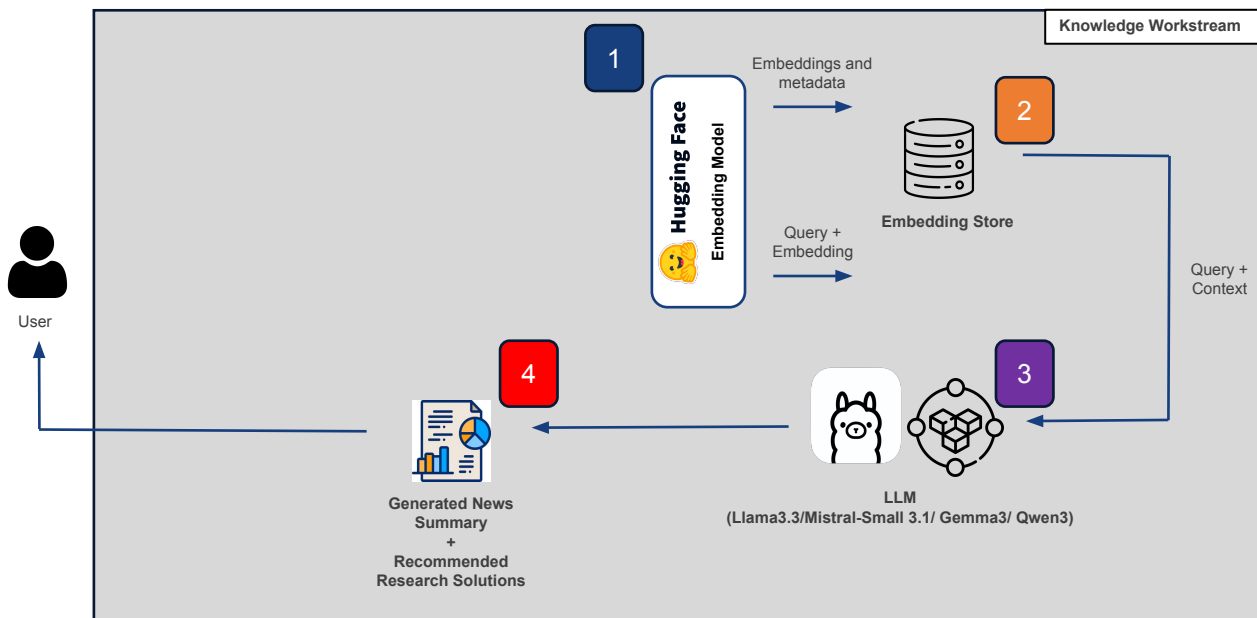 Knowledge Workstream
1
Embeddings and
metadata
2
Hugging Face
Embedding Model
Embedding Store
Query +
Embedding
Query +
Context
User
4
3
LLM
(Llama3.3/Mistral-Small 3.1/ Gemma3/ Qwen3)
Generated News
Summary
+
Recommended
Research Solutions